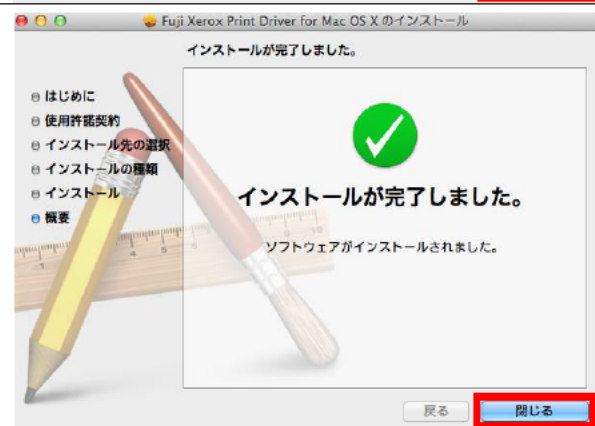 Fuji Xerox Print Driver for Mac OS X のインストール
インストールが完了しました。
はじめに
使用許諾契約
インストール先の選択
インストールの種類
インストール
概要
インストールが完了しました。
ソフトウェアがインストールされました。
戻る
閉じる